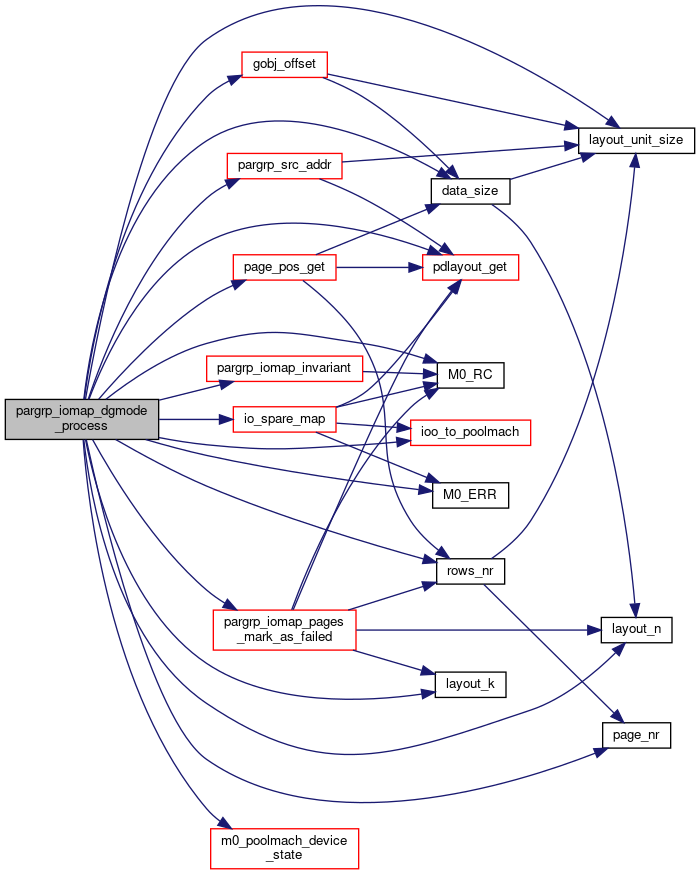 gobj_offset
layout_unit_size
pargrp_src_addr
data_size
page_pos_get
pdlayout_get
pargrp_iomap_invariant
M0_RC
pargrp_iomap_dgmode
_process
io_spare_map
ioo_to_poolmach
M0_ERR
rows_nr
pargrp_iomap_pages
_mark_as_failed
layout_n
layout_k
page_nr
m0_poolmach_device
_state